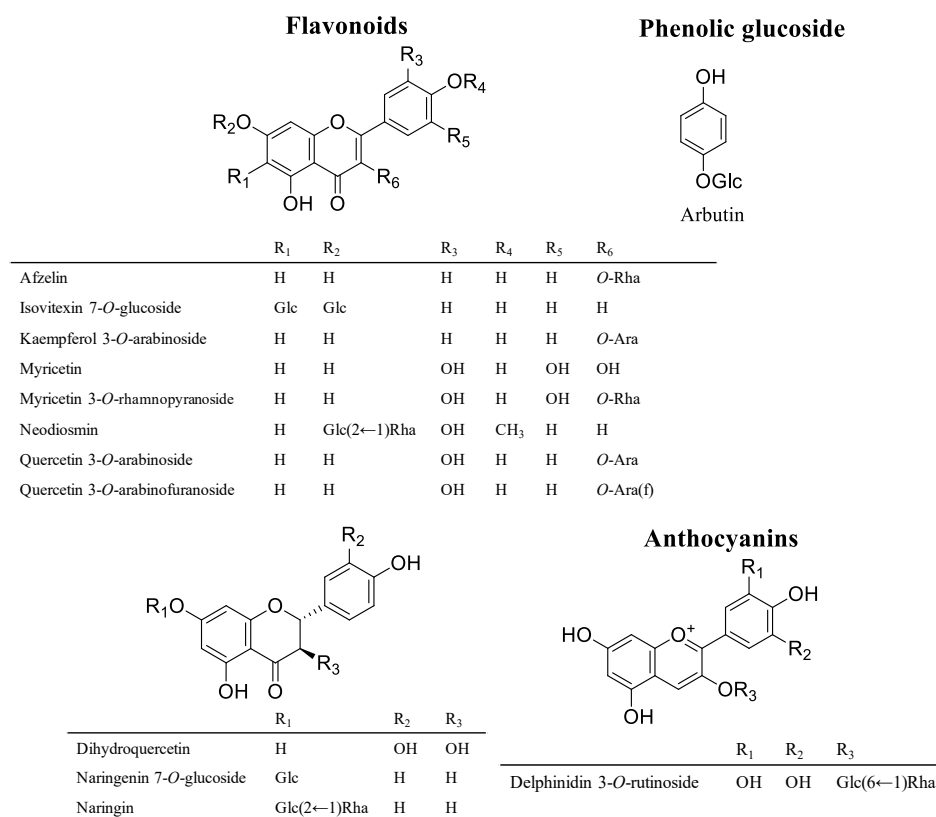 Flavonoids
R3
OR4
R2O
O
R5
R1
R6
OH
O
Phenolic glucoside
OH
OGlc
Arbutin
R1 R2 R3 R4 R5 R6
Afzelin H H H H H O-Rha
Isovitexin 7-O-glucoside Glc Glc H H H H
Kaempferol 3-O-arabinoside H H H H H O-Ara
Myricetin H H OH H OH OH
Myricetin 3-O-rhamnopyranoside H H OH H OH O-Rha
Neodiosmin H Glc(2←1)Rha OH CH3 H H
Quercetin 3-O-arabinoside H H OH H H O-Ara
Quercetin 3-O-arabinofuranoside H H OH H H O-Ara(f)
R2
OH
R1O
O
R3
OH
O
R1 R2 R3
Dihydroquercetin H OH OH
Naringenin 7-O-glucoside Glc H H
Naringin Glc(2←1)Rha H H
Anthocyanins
R1
OH
HO
O+
R2
OR3
OH
R1 R2 R3
Delphinidin 3-O-rutinoside OH OH Glc(6←1)Rha